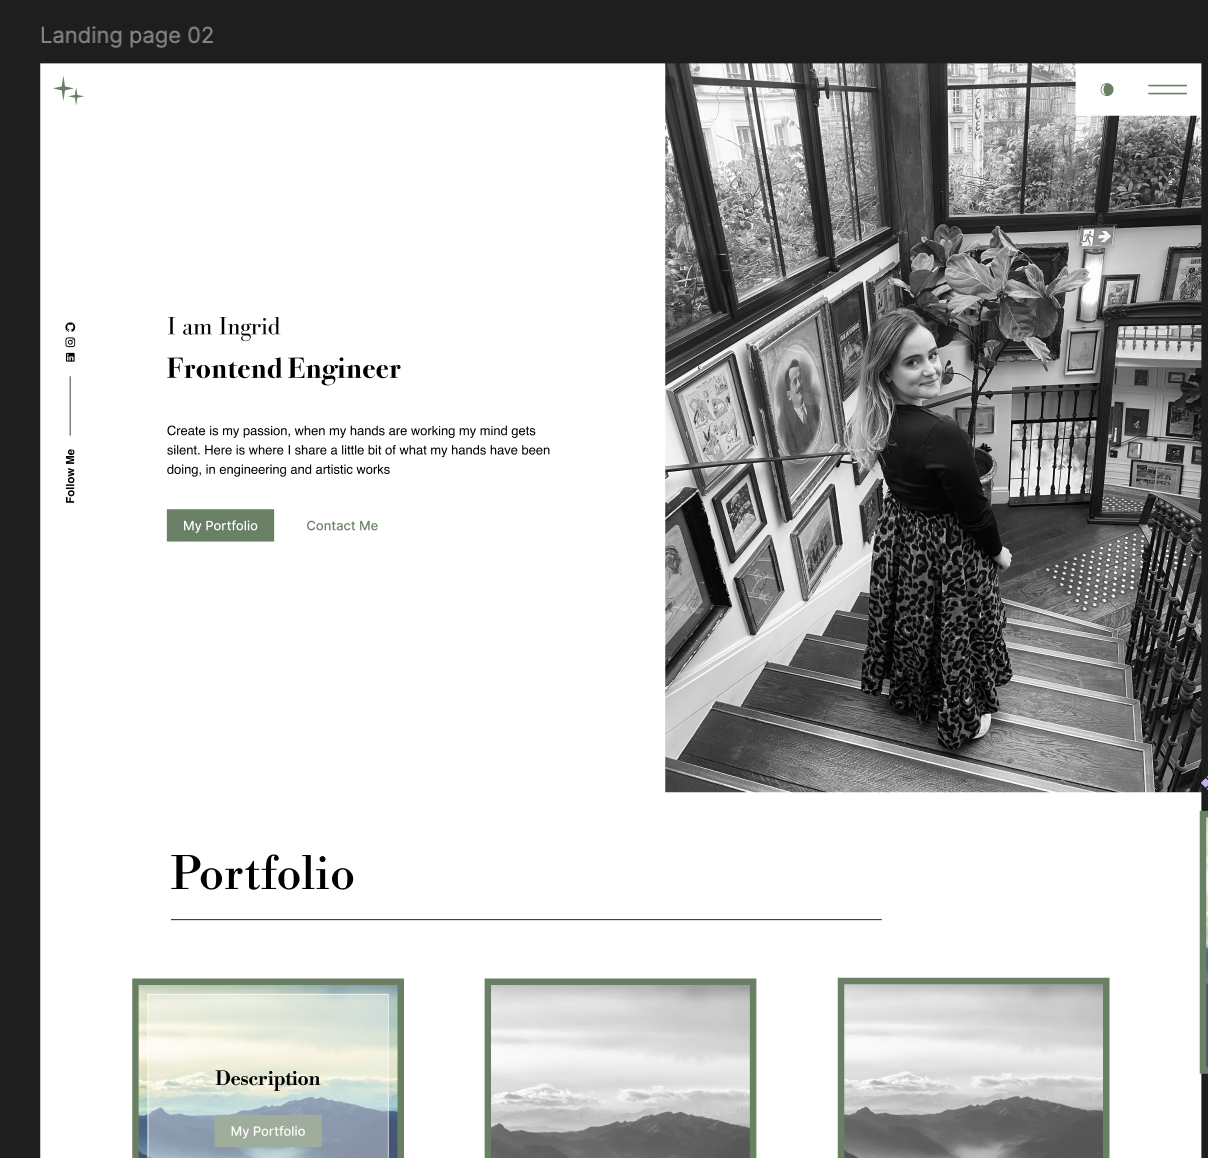 Landing page 02
I am Ingrid
Frontend Engineer
Create is my passion, when my hands are working my mind gets
silent. Here is where I share a little bit of what my hands have been
doing, in engineering and artistic works
My Portfolio
Contact Me
Follow Me
Portfolio
Description
My Portfolio